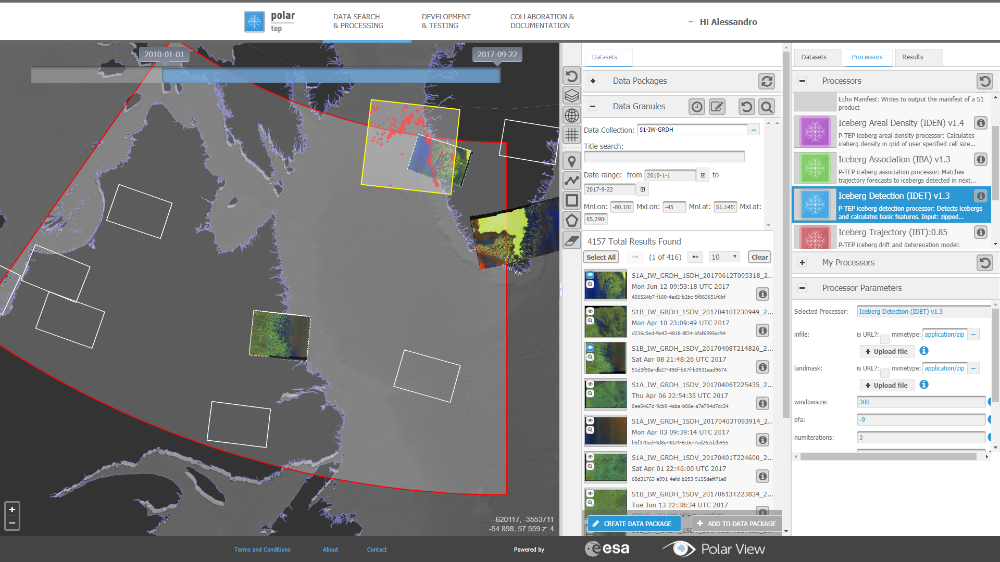 polar
tep
DATA SEARCH
& PROCESSING
DEVELOPMENT
& TESTING
COLLABORATION &
DOCUMENTATION
Hi Alessandro
2010-01-01
2017-09-22
-620117, -3553711
-54.898, 57.559 z: 4
Datasets
Data Packages
Data Granules
Data Collection: S1-IW-GRDH
Title search:
Date range: from 2010-1-1 to
2017-9-22
MnLon: -80.100 MxLon: -45 MnLat: 51.145 MxLat:
65.290
4157 Total Results Found
Select All (1 of 416) 10 Clear
S1A_IW_GRDH_1SDH_20170612T095318_2...
Mon Jun 12 09:53:18 UTC 2017
456524b7-f160-4ad2-b2bc-5f863651f6bf
S1B_IW_GRDH_1SDV_20170410T230949_2...
Mon Apr 10 23:09:49 UTC 2017
d236c0ed-9e42-4818-8f24-bfaf6395ec94
S1B_IW_GRDH_1SDV_20170408T214826_2...
Sat Apr 08 21:48:26 UTC 2017
51d3f90a-db27-496f-b67f-b0931ead9674
S1A_IW_GRDH_1SDV_20170406T225435_2...
Thu Apr 06 22:54:35 UTC 2017
0ee5467d-9cb9-4aba-b06e-a7e794d7cc24
S1A_IW_GRDH_1SDH_20170403T093914_2...
Mon Apr 03 09:39:14 UTC 2017
b5f370ed-4d8e-4024-8c0c-7ed262d2b955
S1A_IW_GRDH_1SDV_20170401T224600_2...
Sat Apr 01 22:46:00 UTC 2017
68d31763-e991-4efd-b283-9155deff71e8
S1B_IW_GRDH_1SDV_20170613T223834_2...
Tue Jun 13 22:38:34 UTC 2017
CREATE DATA PACKAGE
ADD TO DATA PACKAGE
Datasets
Processors
Results
Processors
Echo Manifest: Writes to output the manifest of a S1
product
Iceberg Areal Density (IDEN) v1.4
P-TEP iceberg areal density processor: Calculates
iceberg density in grid of user specified cell size...
Iceberg Association (IBA) v1.3
P-TEP iceberg association processor: Matches
trajectory forecasts to icebergs detected in next...
Iceberg Detection (IDET) v1.3
P-TEP iceberg detection processor: Detects icebergs
and calculates basic features. Input: zipped...
Iceberg Trajectory (IBT):0.85
P-TEP iceberg drift and detereoation model:
My Processors
Processor Parameters
Selected Processor: Iceberg Detection (IDET) v1.3
infile: is URL?: mimetype: application/zip
Upload file
landmask: is URL?: mimetype: application/zip
Upload file
windowsize: 300
pfa: -9
numiterations: 3
Terms and Conditions
About
Contact
Powered by
esa
Polar View